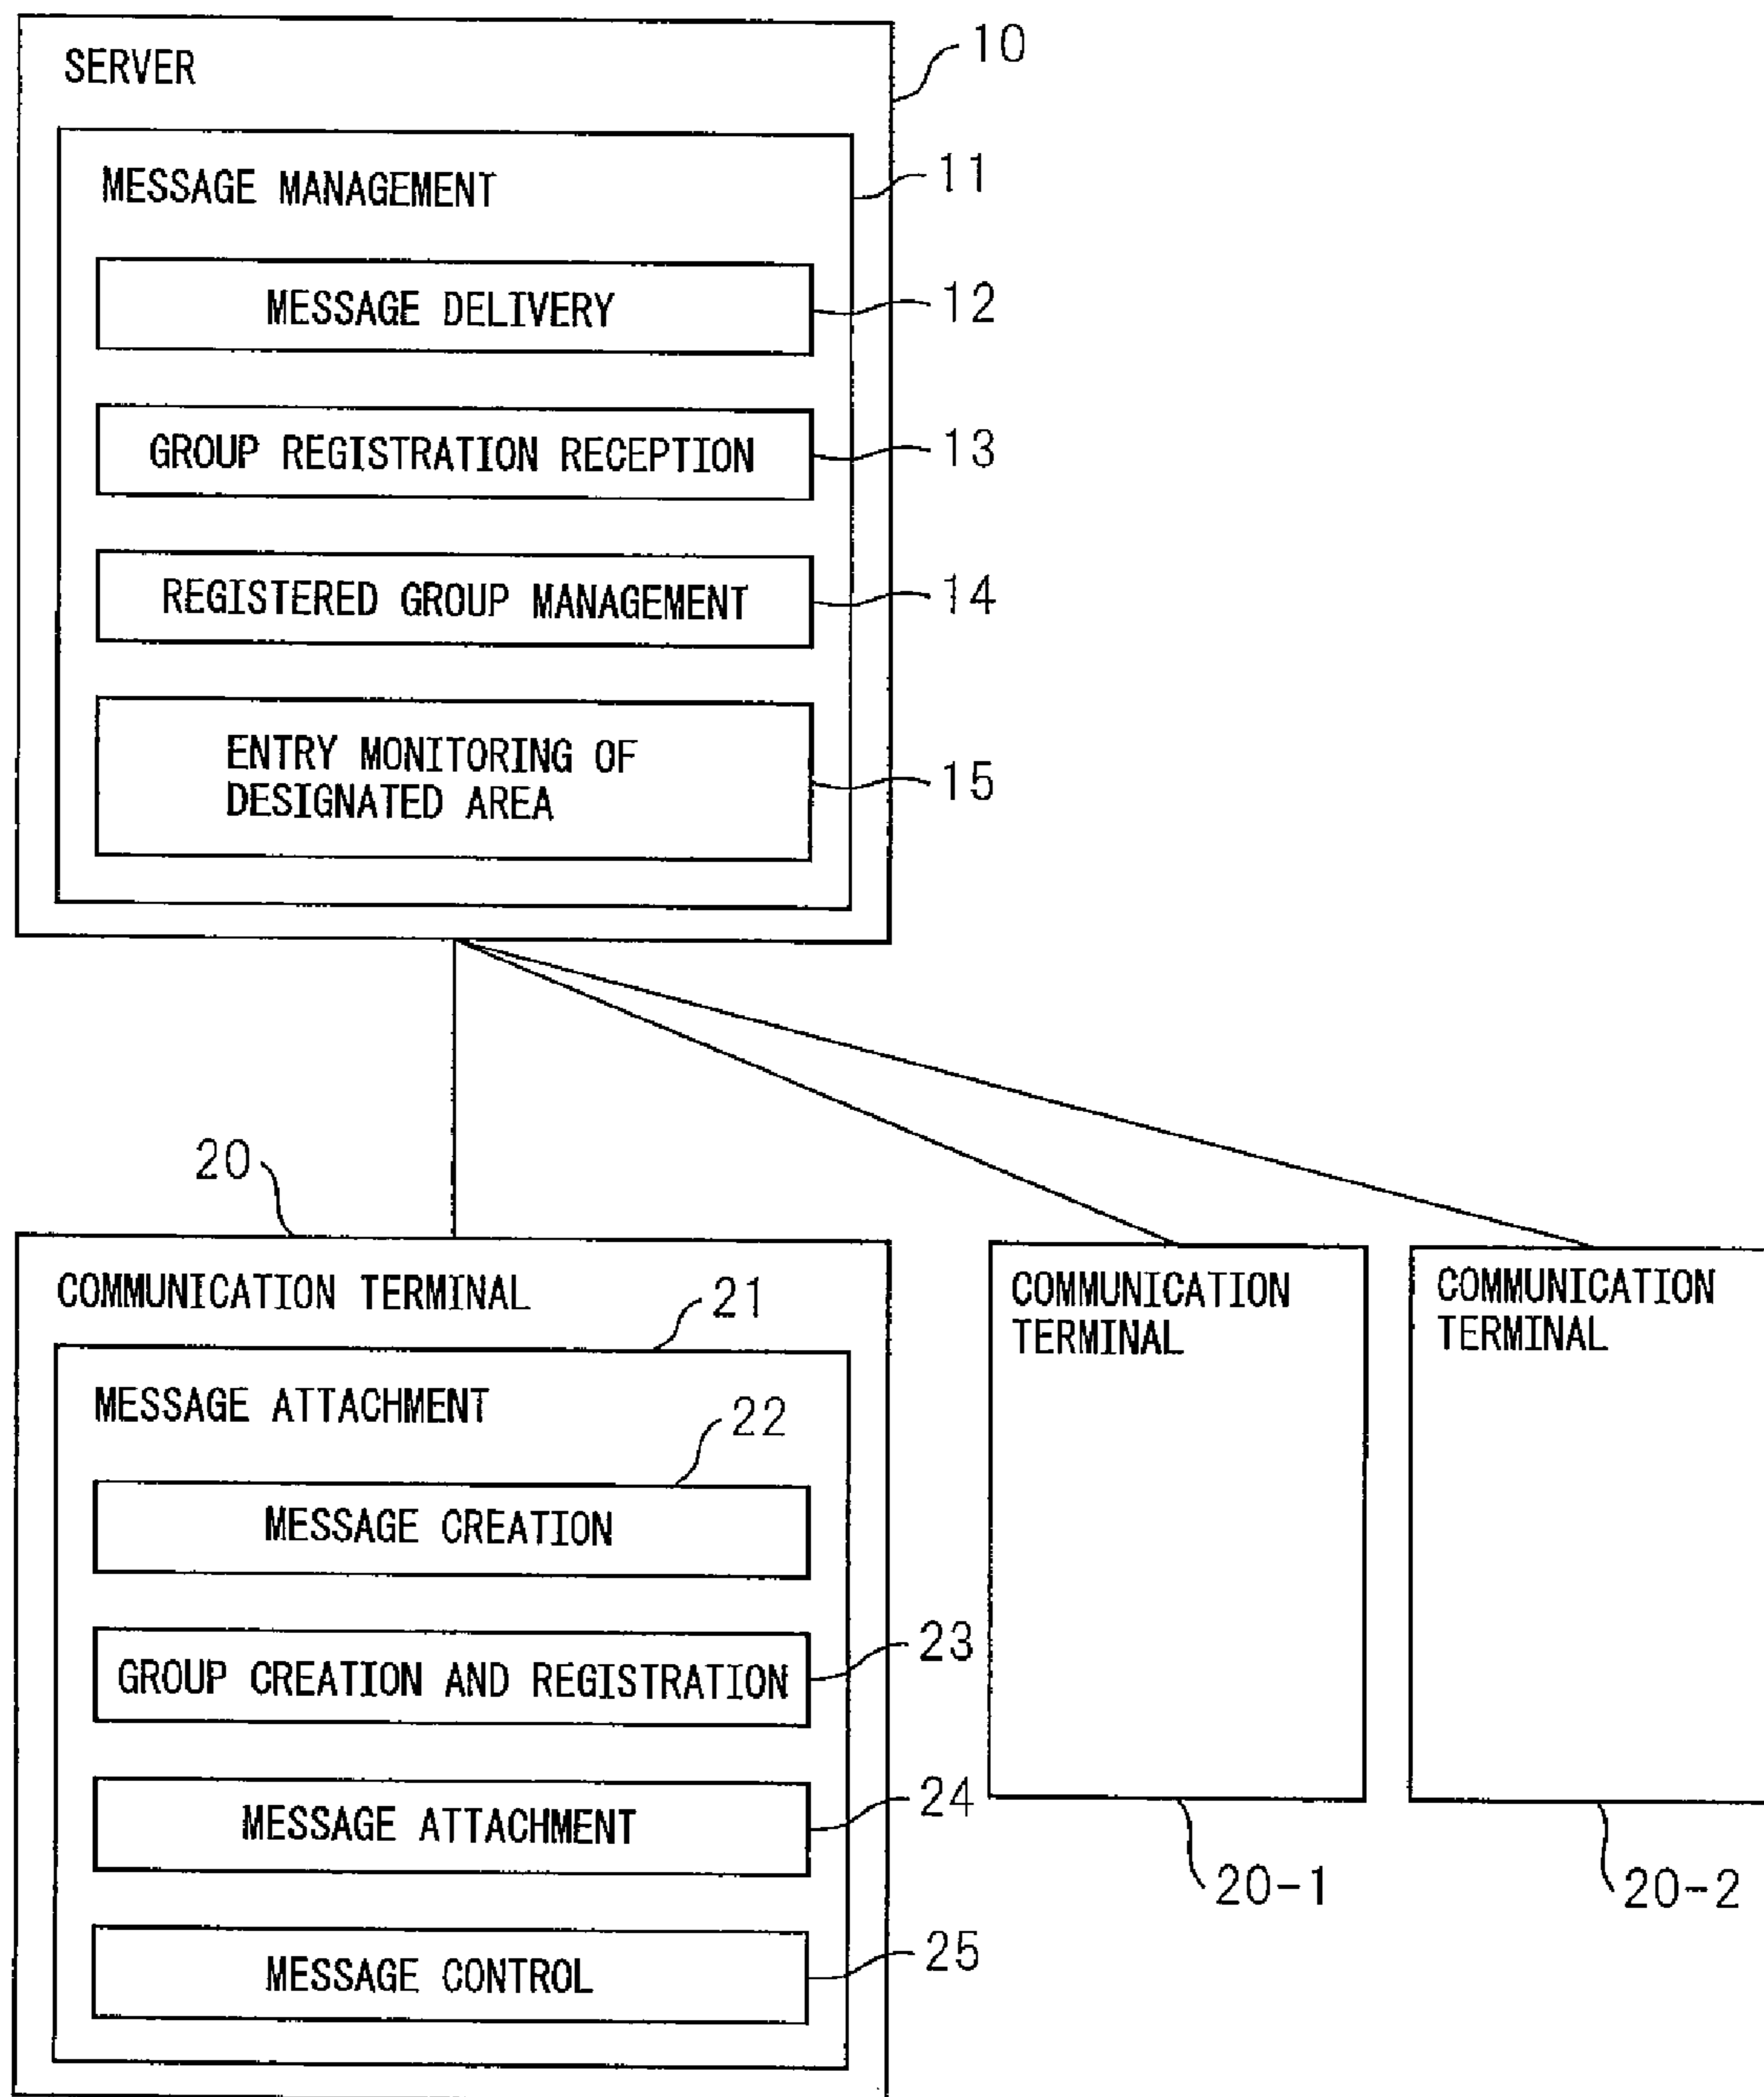 SERVER
10
MESSAGE MANAGEMENT
11
MESSAGE DELIVERY
12
GROUP REGISTRATION RECEPTION
13
REGISTERED GROUP MANAGEMENT
14
ENTRY MONITORING OF
DESIGNATED AREA
15
20
COMMUNICATION TERMINAL
21
MESSAGE ATTACHMENT
22
MESSAGE CREATION
GROUP CREATION AND REGISTRATION
23
MESSAGE ATTACHMENT
24
MESSAGE CONTROL
25
COMMUNICATION
TERMINAL
20-1
COMMUNICATION
TERMINAL
20-2